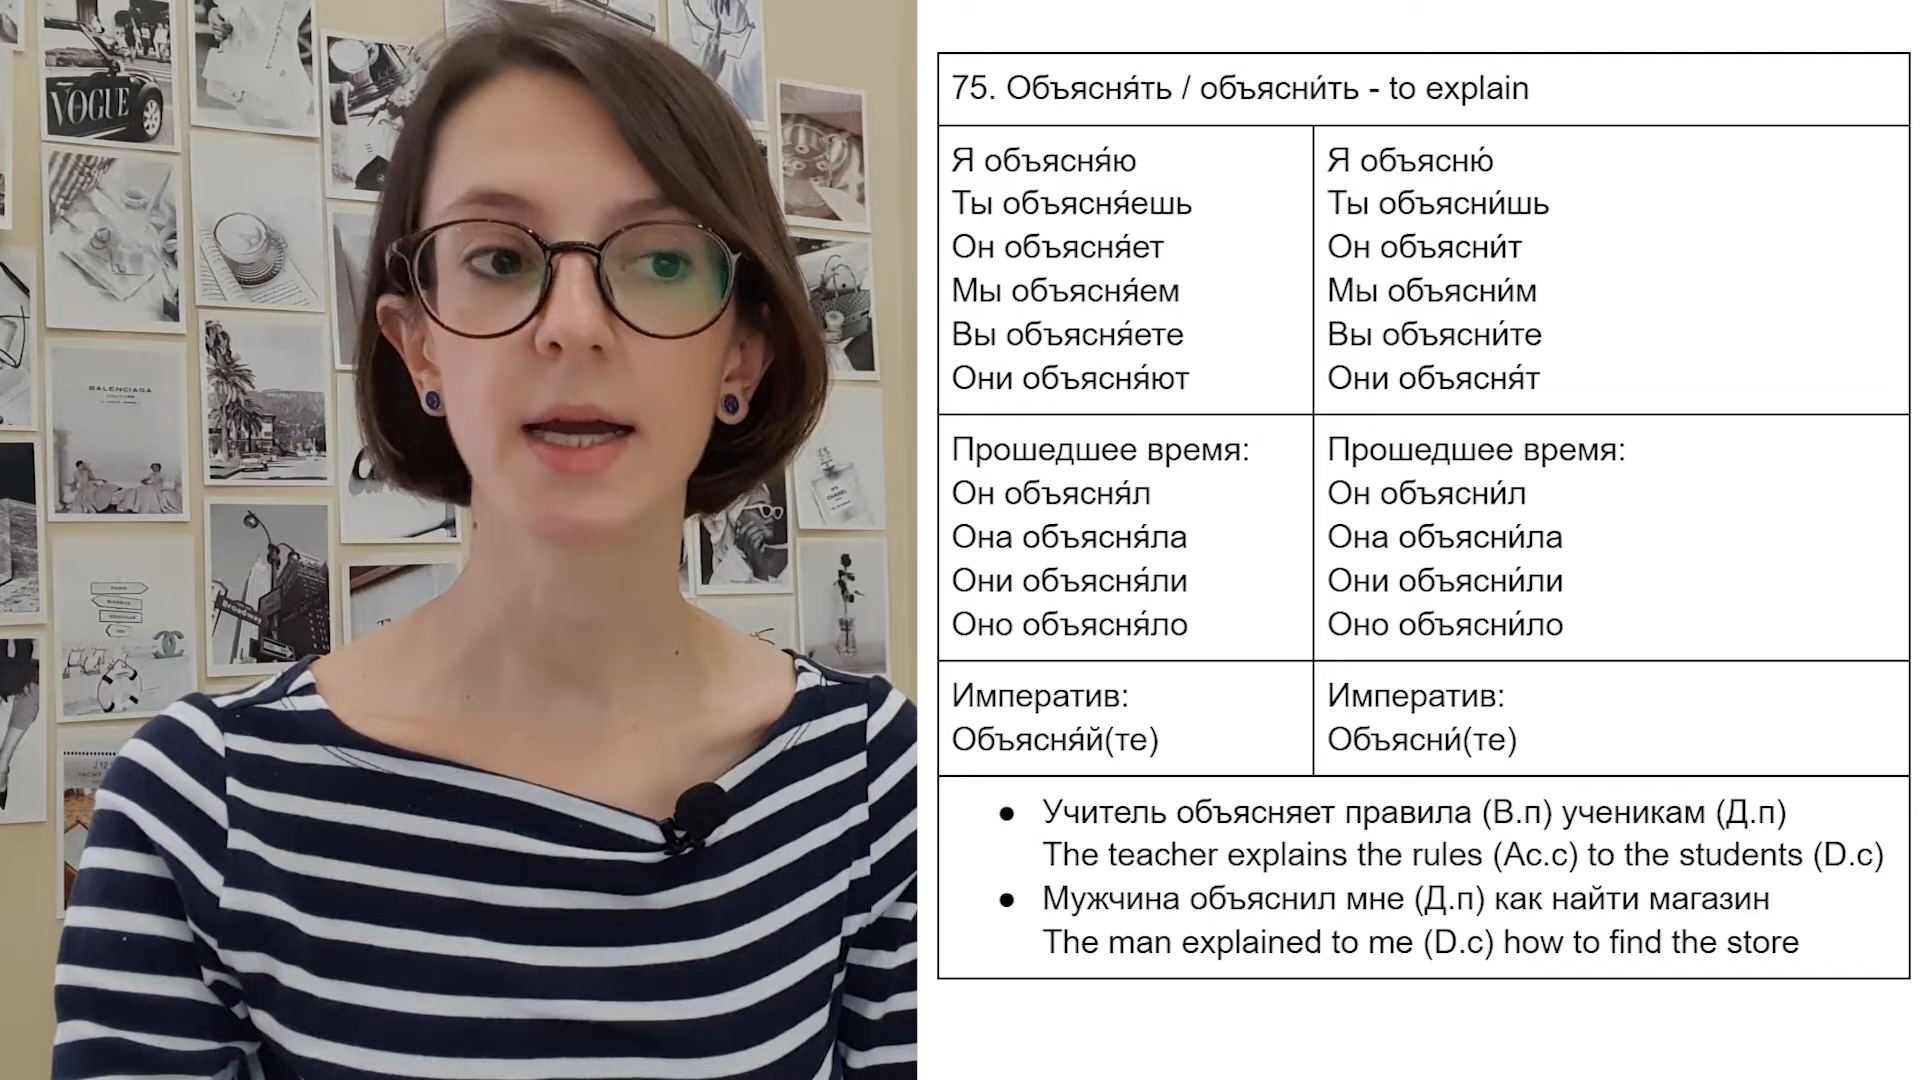 VOGUE
BALENCIAGA
COUTURE
Broadway
CHANEL
75. Объясня́ть / объясни́ть - to explain
Я объясня́ю
Ты объясня́ешь
Он объясня́ет
Мы объясня́ем
Вы объясня́ете
Они объясня́ют
Я объясню́
Ты объясни́шь
Он объясни́т
Мы объясни́м
Вы объясни́те
Они объясня́т
Прошедшее время:
Он объясня́л
Она объясня́ла
Они объясня́ли
Оно объясня́ло
Прошедшее время:
Он объясни́л
Она объясни́ла
Они объясни́ли
Оно объясни́ло
Императив:
Объясня́й(те)
Императив:
Объясни́(те)
● Учитель объясняет правила (В.п) ученикам (Д.п)
The teacher explains the rules (Ac.c) to the students (D.c)
● Мужчина объяснил мне (Д.п) как найти магазин
The man explained to me (D.c) how to find the store